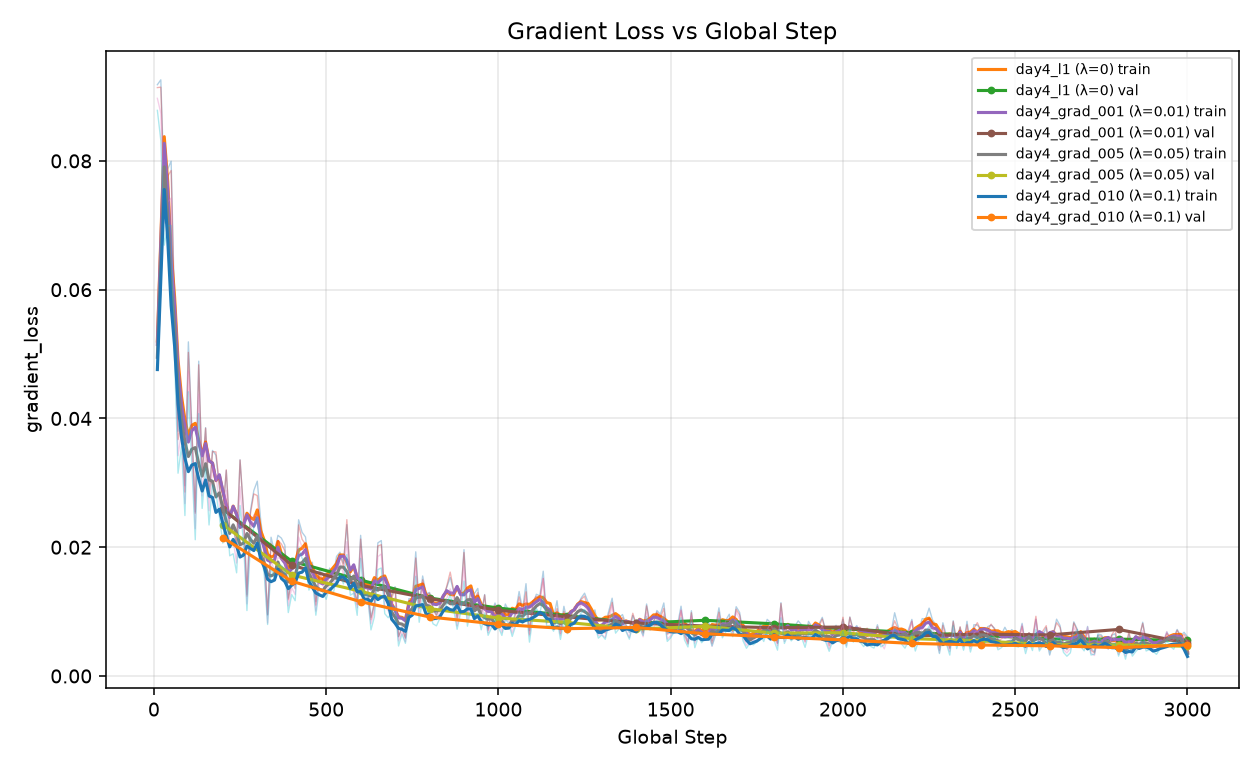 Gradient Loss vs Global Step
day4_l1 (λ=0) train
day4_l1 (λ=0) val
day4_grad_001 (λ=0.01) train
day4_grad_001 (λ=0.01) val
day4_grad_005 (λ=0.05) train
day4_grad_005 (λ=0.05) val
day4_grad_010 (λ=0.1) train
day4_grad_010 (λ=0.1) val
gradient_loss
0.08
0.06
0.04
0.02
0.00
0 500 1000 1500 2000 2500 3000
Global Step